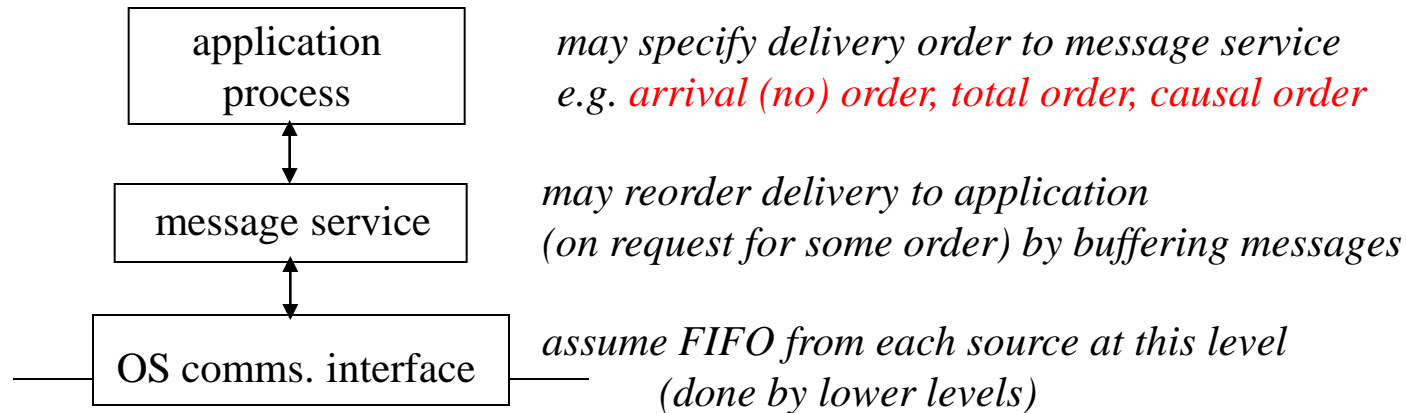 application
process
may specify delivery order to message service
e.g. arrival (no) order, total order, causal order
message service
may reorder delivery to application
(on request for some order) by buffering messages
OS comms. interface
assume FIFO from each source at this level
(done by lower levels)